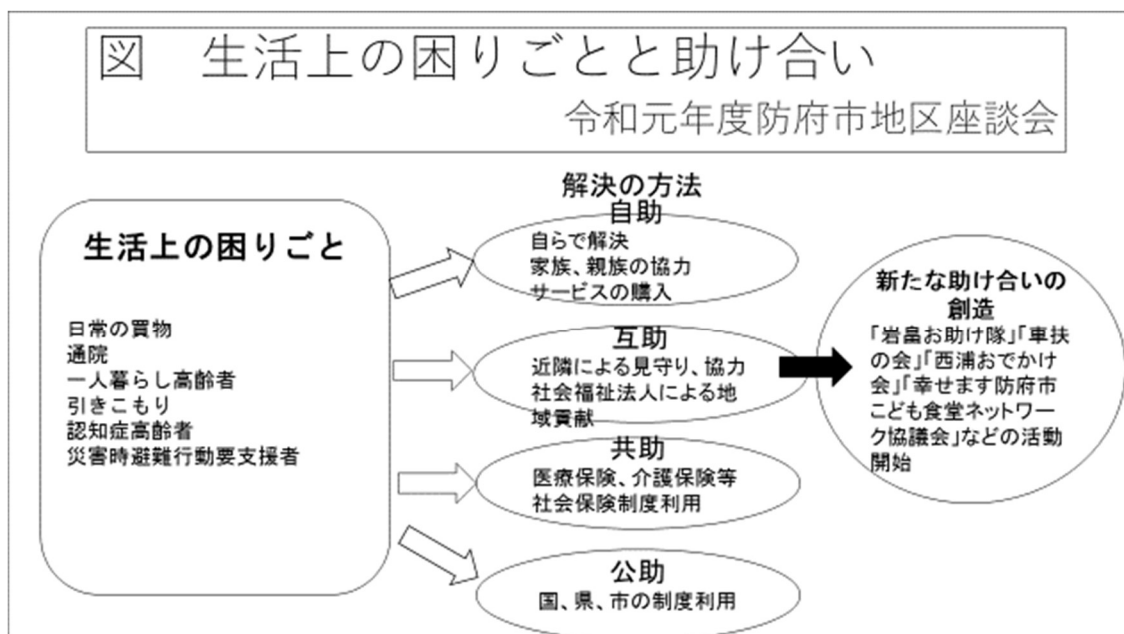 図　生活上の困りごとと助け合い
令和元年度防府市地区座談会
生活上の困りごと
日常の買物
通院
一人暮らし高齢者
引きこもり
認知症高齢者
災害時避難行動要支援者
解決の方法
自助
自らで解決
家族、親族の協力
サービスの購入
互助
近隣による見守り、協力
社会福祉法人による地
域貢献
共助
医療保険、介護保険等
社会保険制度利用
公助
国、県、市の制度利用
新たな助け合いの
創造
「岩畠お助け隊」「車扶
の会」「西浦おでかけ
会」「幸せます防府市
こども食堂ネットワー
ク協議会」などの活動
開始